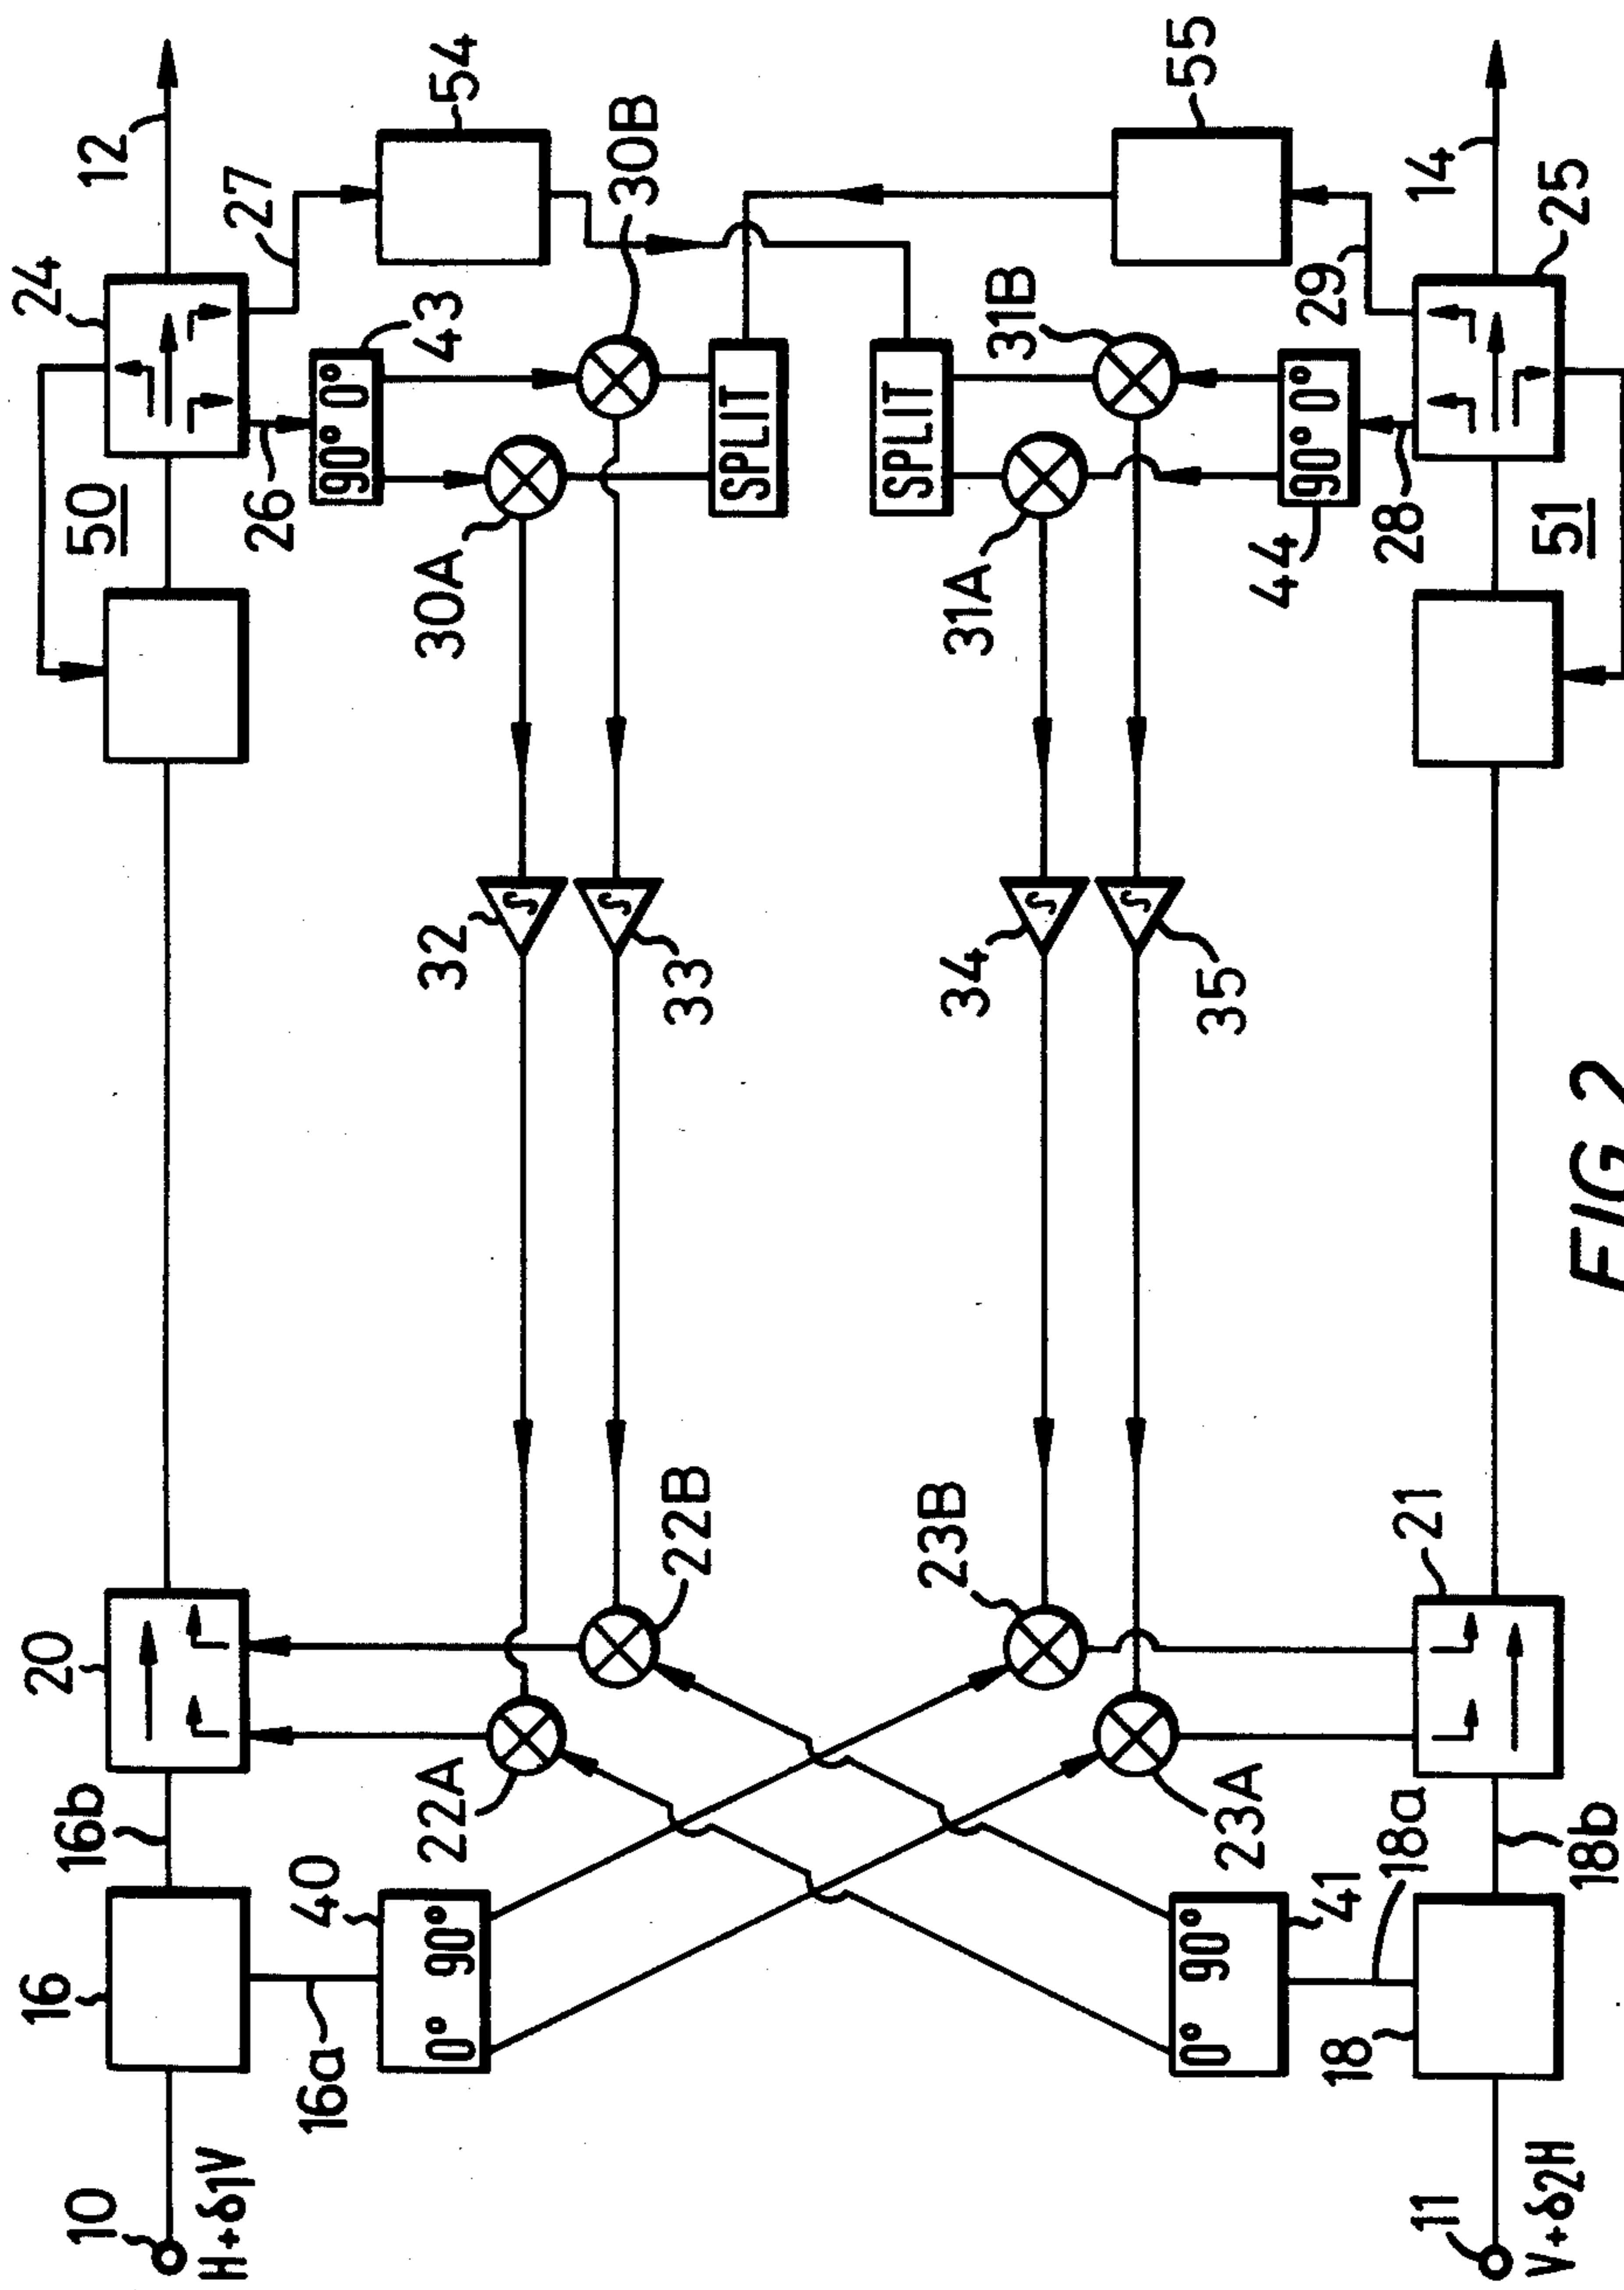 10
H+δ1V
16
16a
16b
40
0° 90°
20
22A
22B
50
24
12
26
27
43
90° 0°
54
30A
30B
SPLIT
32
33
SPLIT
31A
31B
34
35
55
29
44
90° 0°
28
51
14
25
23B
23A
21
41
0° 90°
18a
18
18b
11
V+δ2H
FIG. 2